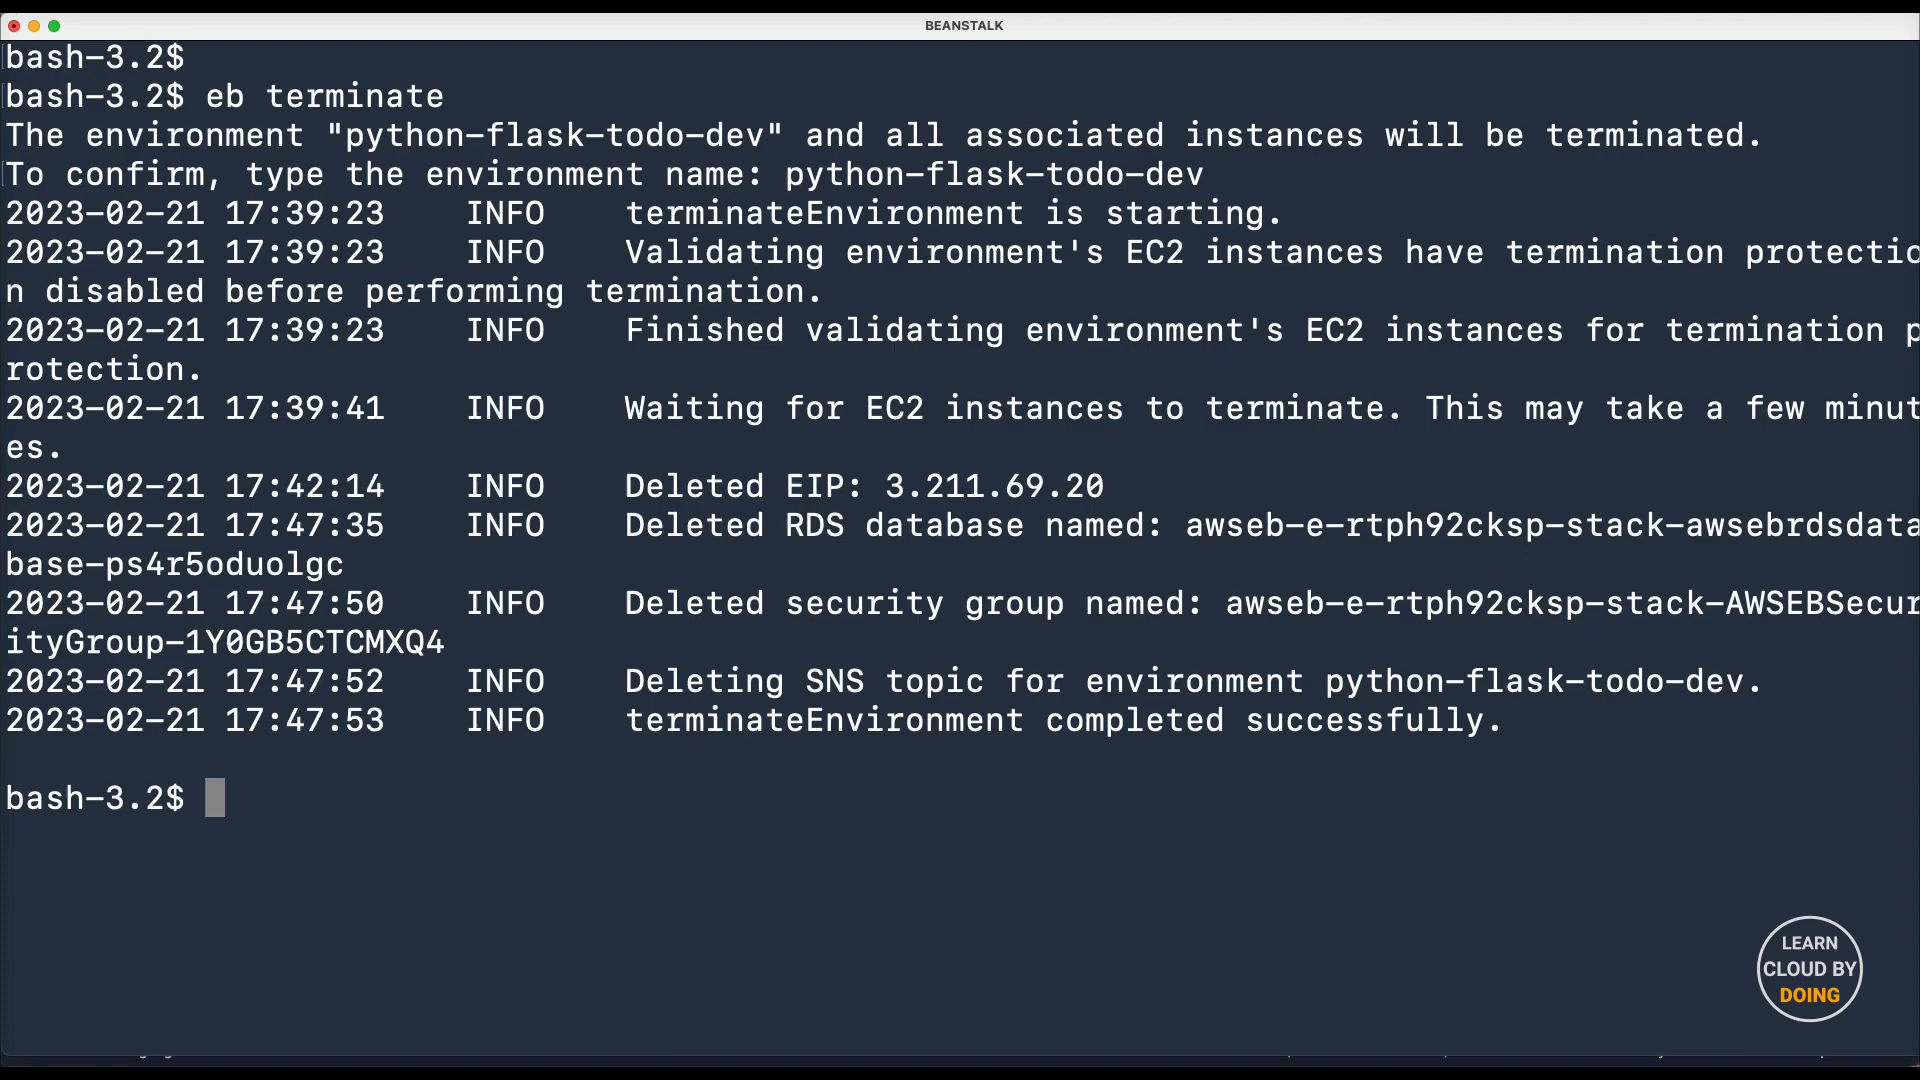 BEANSTALK
bash-3.2$
bash-3.2$ eb terminate
The environment "python-flask-todo-dev" and all associated instances will be terminated.
To confirm, type the environment name: python-flask-todo-dev
2023-02-21 17:39:23    INFO    terminateEnvironment is starting.
2023-02-21 17:39:23    INFO    Validating environment's EC2 instances have termination protectio
n disabled before performing termination.
2023-02-21 17:39:23    INFO    Finished validating environment's EC2 instances for termination p
rotection.
2023-02-21 17:39:41    INFO    Waiting for EC2 instances to terminate. This may take a few minut
es.
2023-02-21 17:42:14    INFO    Deleted EIP: 3.211.69.20
2023-02-21 17:47:35    INFO    Deleted RDS database named: awseb-e-rtph92cksp-stack-awsebrdsdata
base-ps4r5oduolgc
2023-02-21 17:47:50    INFO    Deleted security group named: awseb-e-rtph92cksp-stack-AWSEBSecur
ityGroup-1Y0GB5CTCMXQ4
2023-02-21 17:47:52    INFO    Deleting SNS topic for environment python-flask-todo-dev.
2023-02-21 17:47:53    INFO    terminateEnvironment completed successfully.
bash-3.2$
LEARN
CLOUD BY
DOING